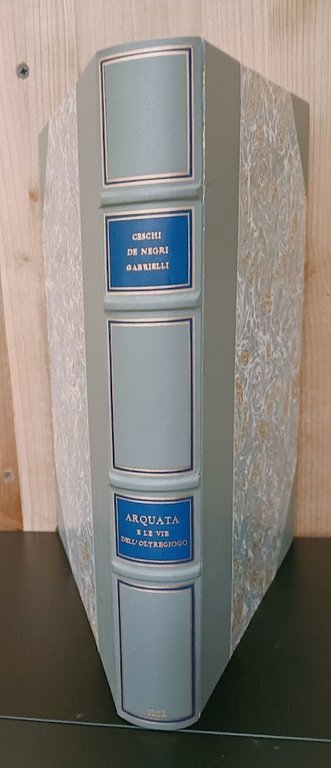 CESCHI
DE NEGRI
GABRIELLI
ARQUATA
E LE VIE
DELL'OLTREGIOGO